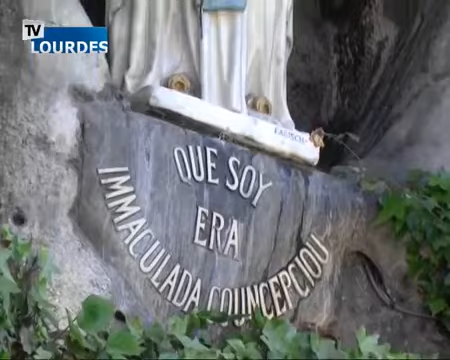 TV
LOURDES
FABISCH
QUE SOY
ERA
IMMACULADA COUNCEPCIOU